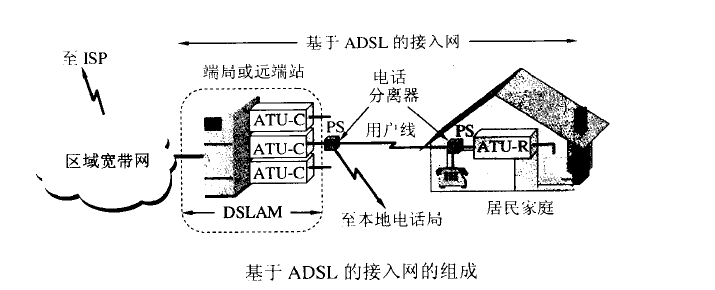 基于 ADSL 的接入网
至 ISP
端局或远端站
电话
分离器
ATU-C
PS
用户线
PS
区域宽带网
ATU-C
ATU-R
ATU-C
DSLAM
至本地电话局
居民家庭
基于 ADSL 的接入网的组成